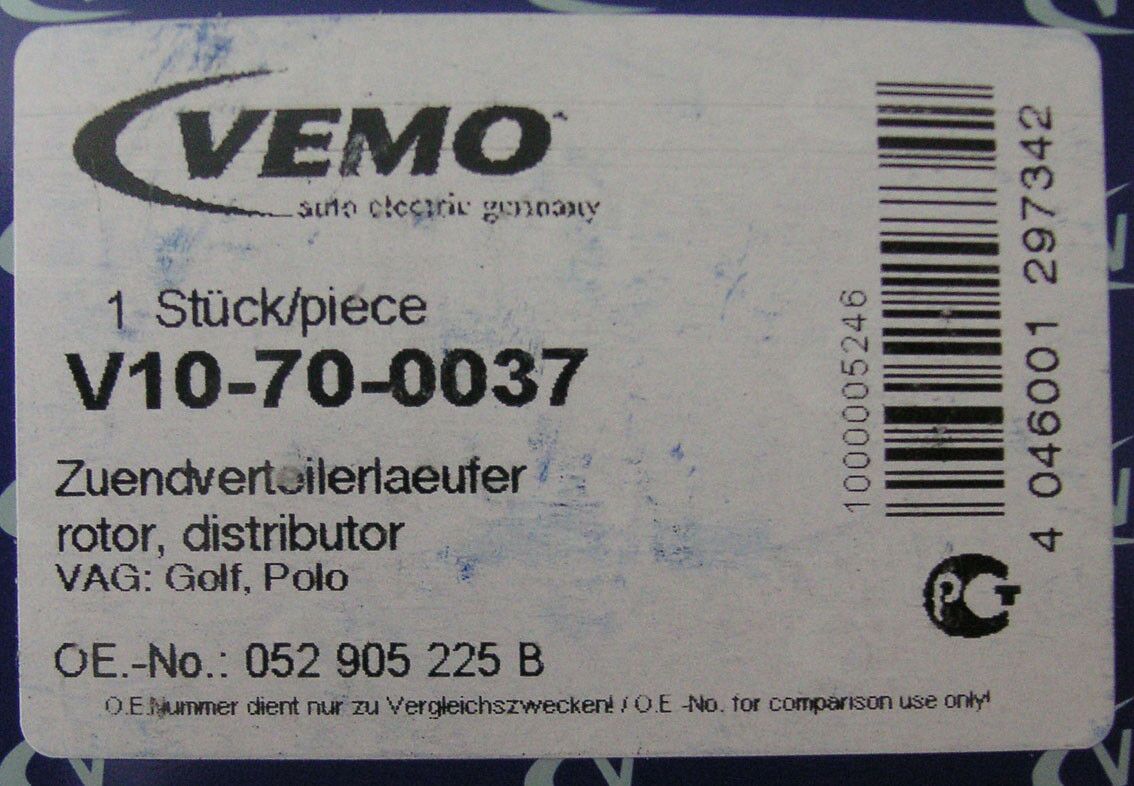 VEMO
auto electric germany
1 Stück/piece
V10-70-0037
Zuendverteilerlaeufer
rotor, distributor
VAG: Golf, Polo
OE.-No.: 052 905 225 B
O.E.Nummer dient nur zu Vergleichszwecken! / O.E.-No. for comparison use only!
1000005246
4 046001 297342
РСТ